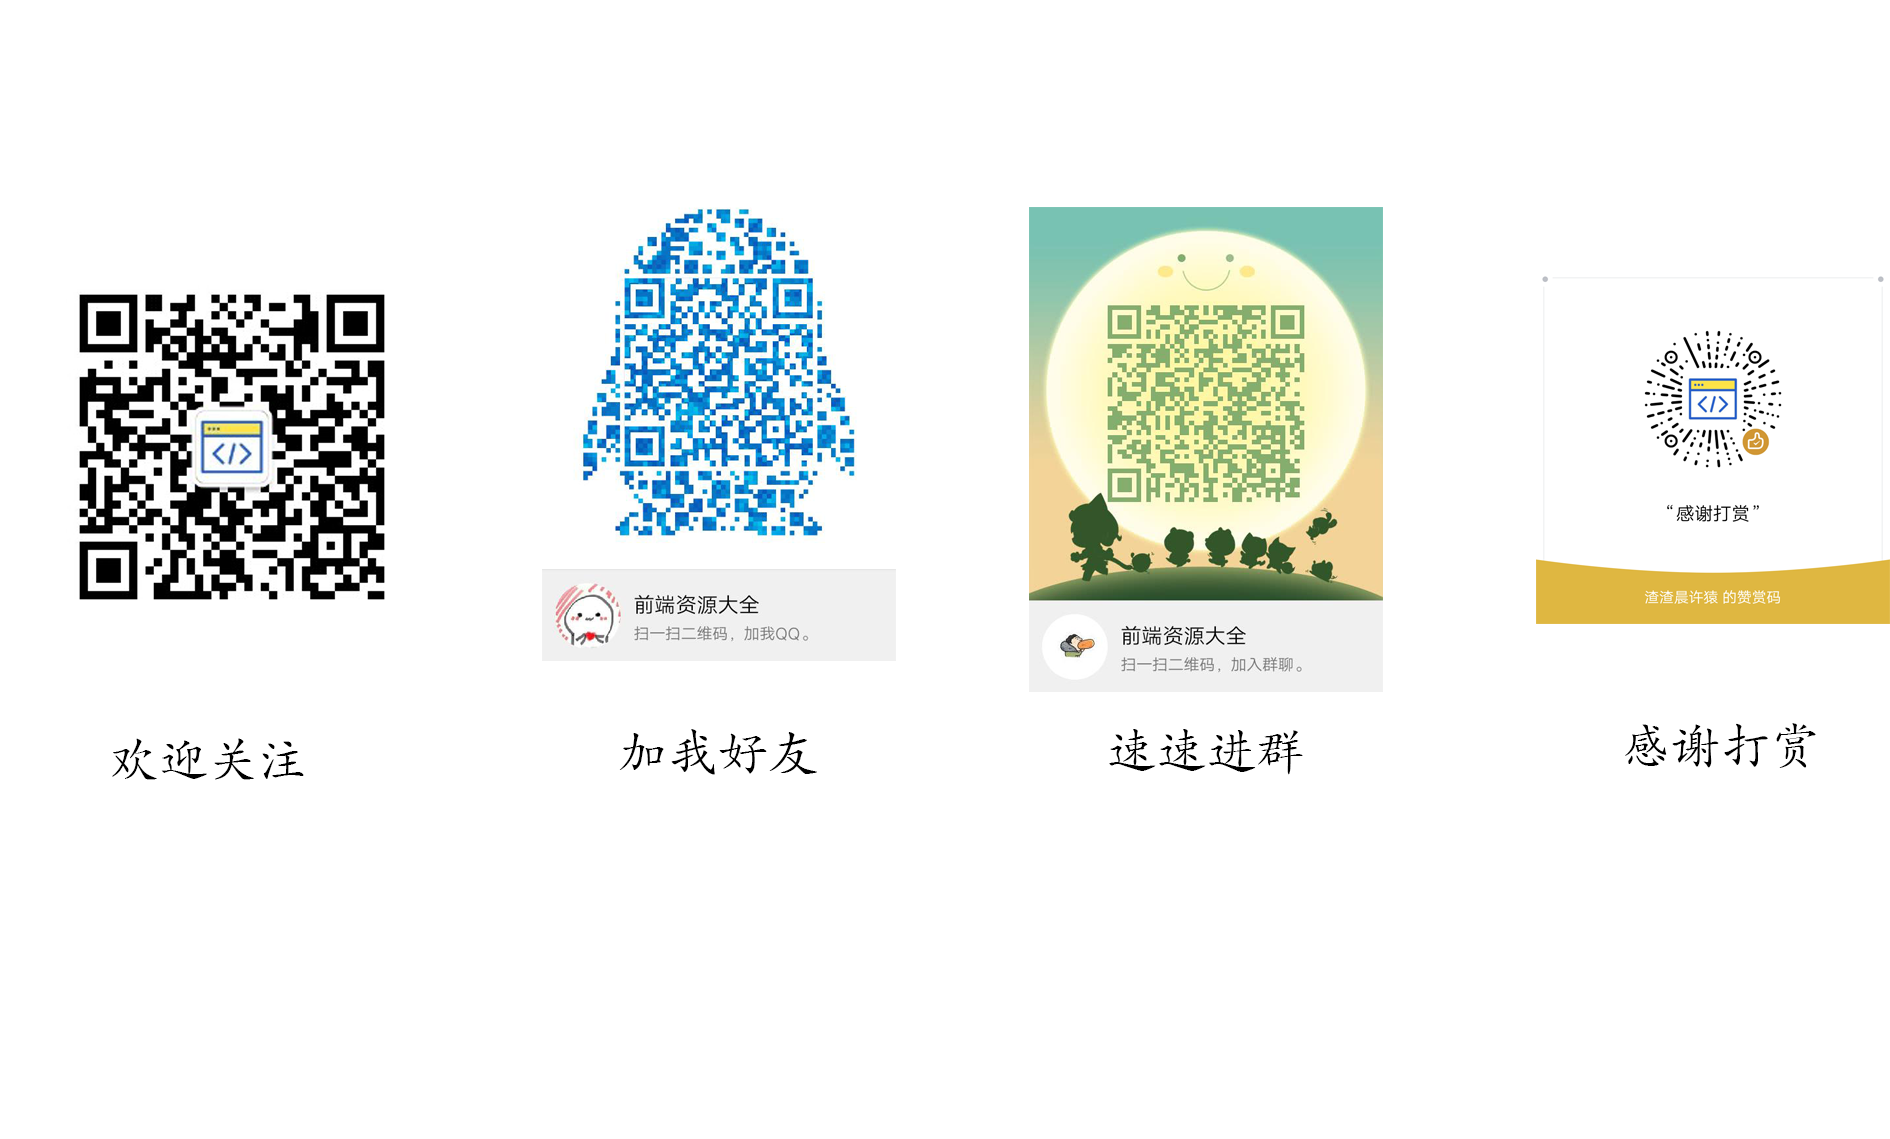 前端资源大全
扫一扫二维码，加我QQ。
前端资源大全
扫一扫二维码，加入群聊。
“感谢打赏”
渣渣晨许猿 的赞赏码
欢迎关注
加我好友
速速进群
感谢打赏